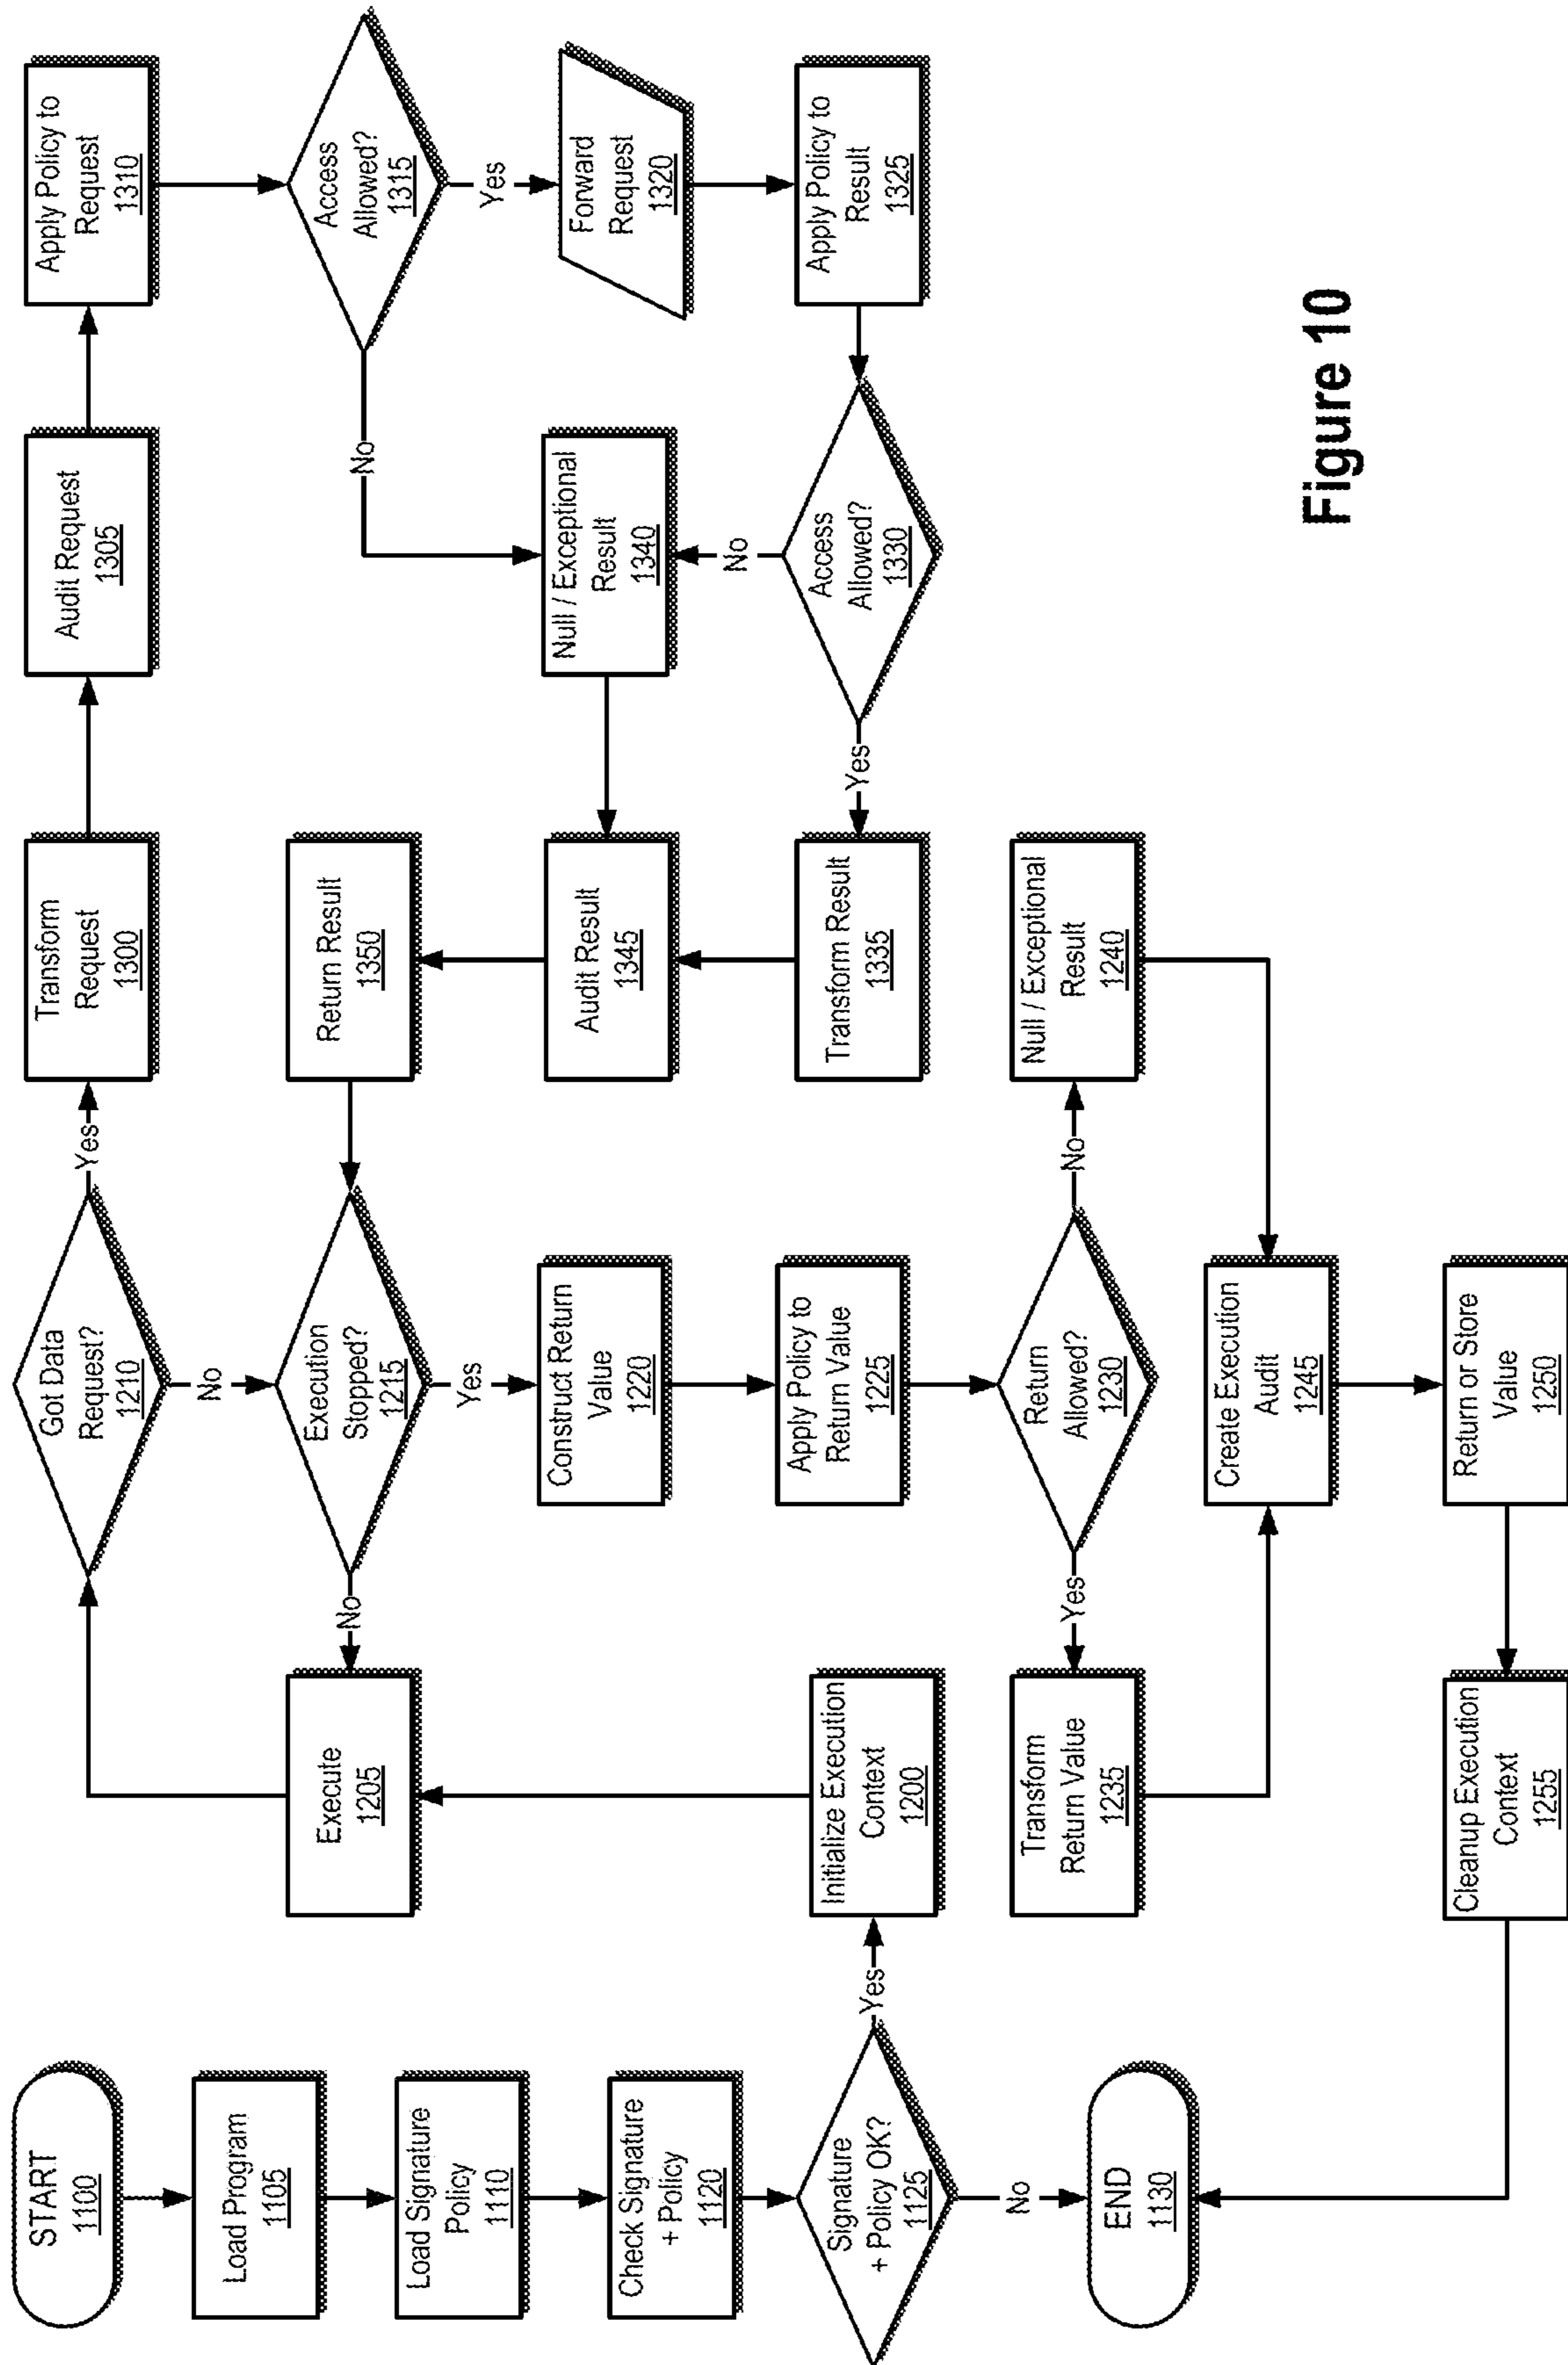 START
1100
Load Program
1105
Load Signature
Policy
1110
Check Signature
+ Policy
1120
Signature
+ Policy OK?
1125
Yes
No
END
1130
Initialize Execution
Context
1200
Execute
1205
Got Data
Request?
1210
Yes
No
Execution
Stopped?
1215
No
Yes
Construct Return
Value
1220
Apply Policy to
Return Value
1225
Return
Allowed?
1230
Yes
No
Transform
Return Value
1235
Null / Exceptional
Result
1240
Create Execution
Audit
1245
Return or Store
Value
1250
Cleanup Execution
Context
1255
Transform
Request
1300
Audit Request
1305
Apply Policy to
Request
1310
Access
Allowed?
1315
No
Yes
Forward
Request
1320
Apply Policy to
Result
1325
Access
Allowed?
1330
No
Yes
Transform Result
1335
Null / Exceptional
Result
1340
Audit Result
1345
Return Result
1350
Figure 10